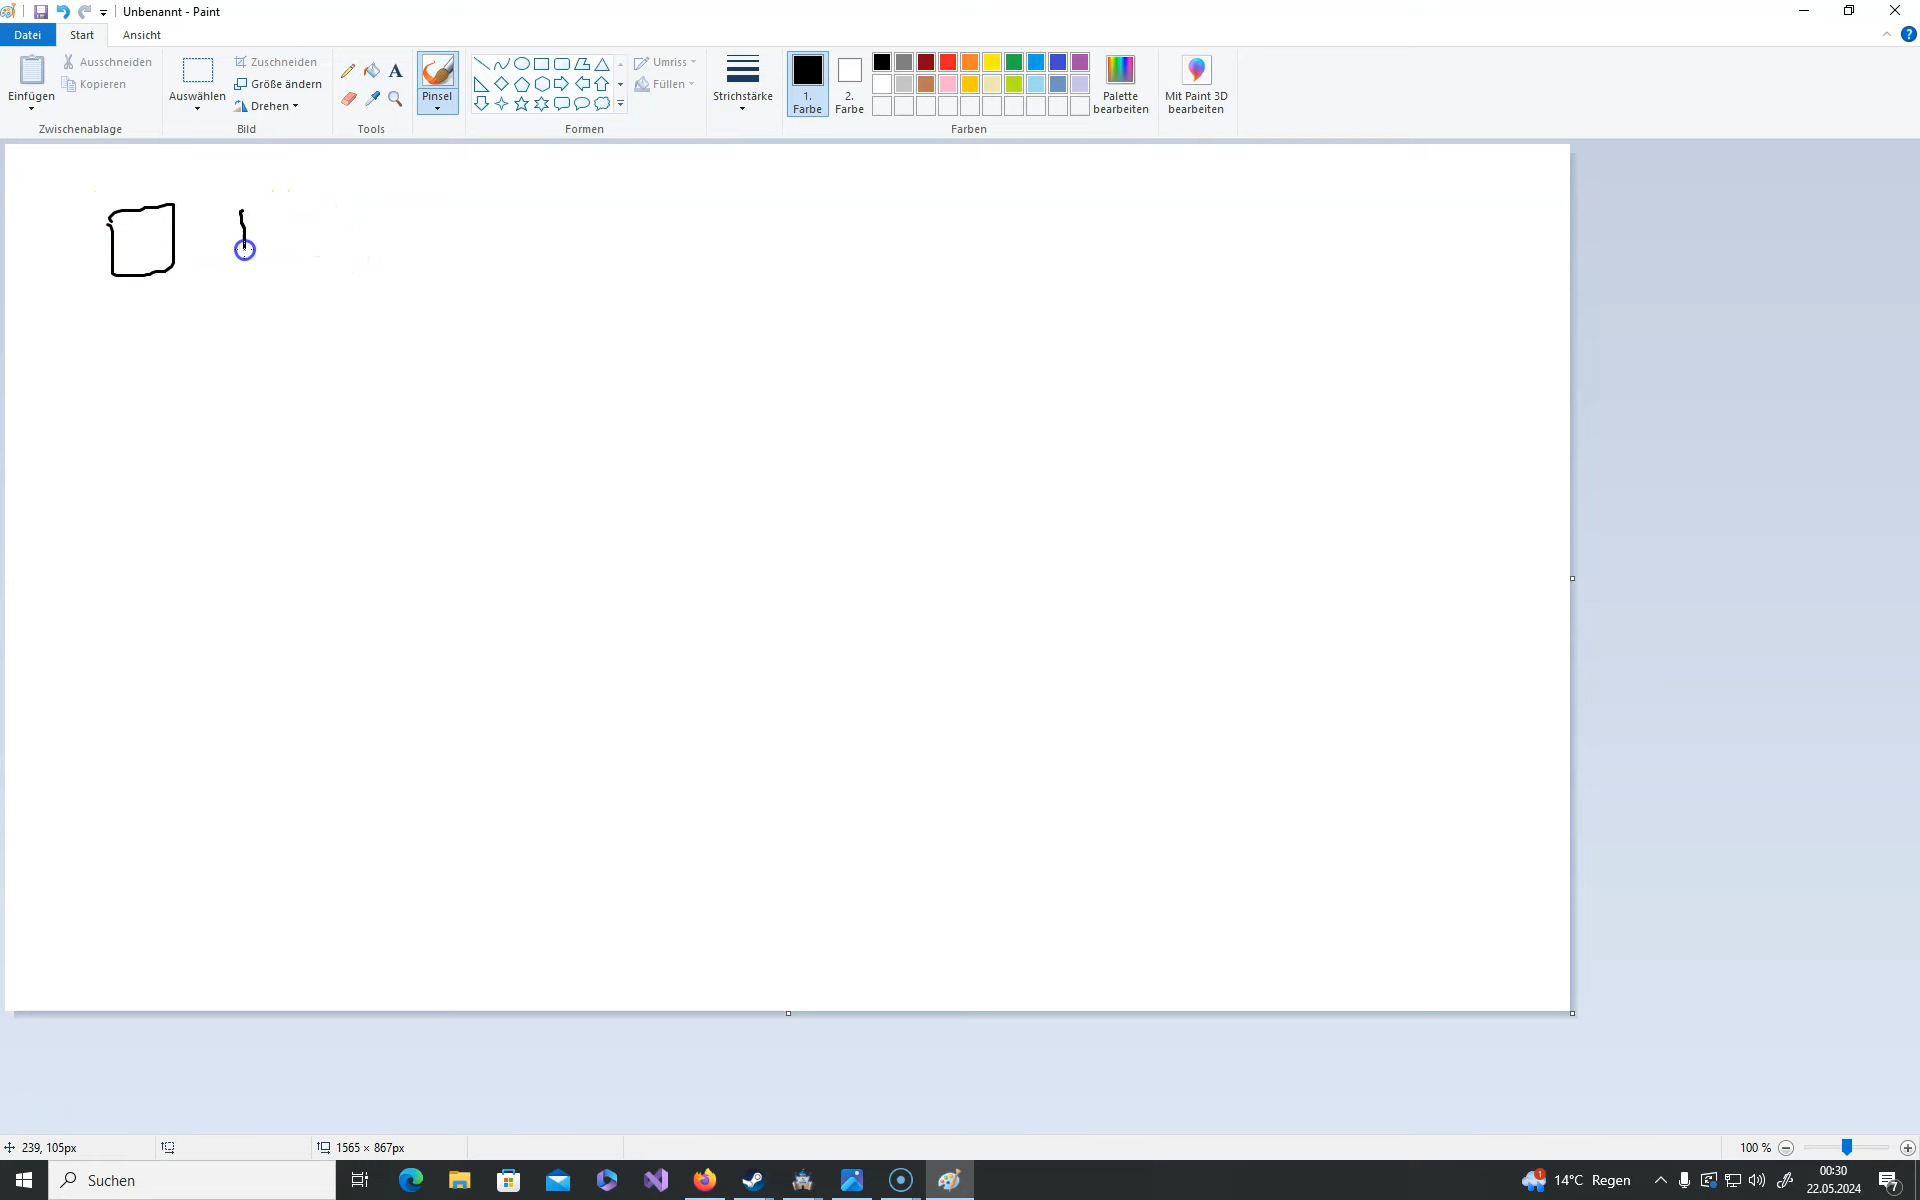 Unbenannt - Paint
Datei Start Ansicht
Einfügen
Ausschneiden
Kopieren
Zwischenablage
Auswählen
Zuschneiden
Größe ändern
Drehen
Bild
A
Tools
Pinsel
Formen
Umriss
Füllen
Strichstärke
1.
Farbe
2.
Farbe
Farben
Palette
bearbeiten
Mit Paint 3D
bearbeiten
?
239, 105px
1565 × 867px
100 %
Suchen
1
14°C Regen
00:30
22.05.2024
7